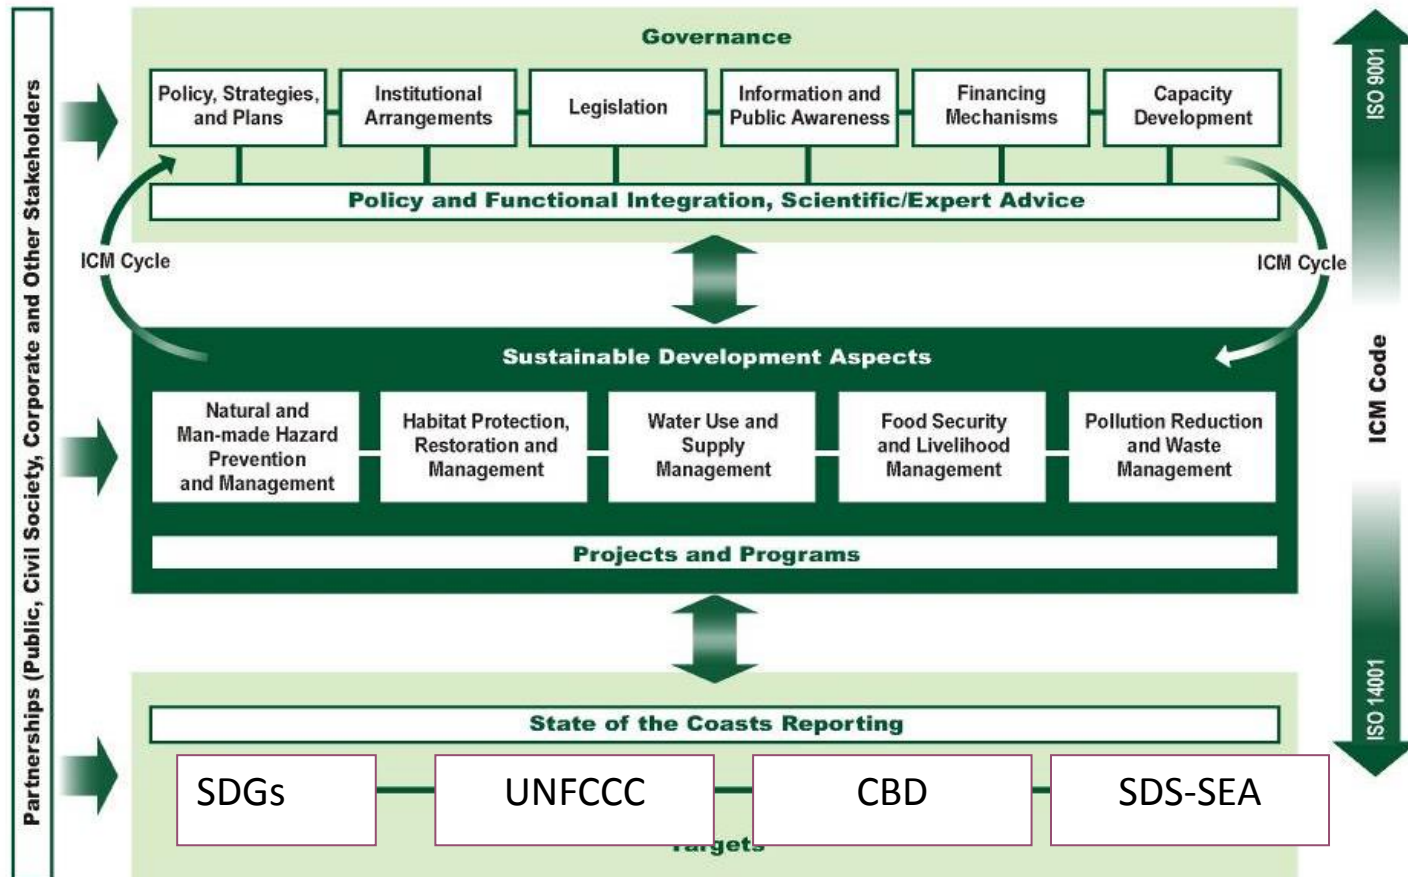 Partnerships (Public, Civil Society, Corporate and Other Stakeholders
Governance
Policy, Strategies,
and Plans
Institutional
Arrangements
Legislation
Information and
Public Awareness
Financing
Mechanisms
Capacity
Development
Policy and Functional Integration, Scientific/Expert Advice
ICM Cycle
ICM Cycle
Sustainable Development Aspects
Natural and
Man-made Hazard
Prevention
and Management
Habitat Protection,
Restoration and
Management
Water Use and
Supply
Management
Food Security
and Livelihood
Management
Pollution Reduction
and Waste
Management
Projects and Programs
State of the Coasts Reporting
SDGs
UNFCCC
CBD
SDS-SEA
Targets
ISO 9001
ICM Code
ISO 14001